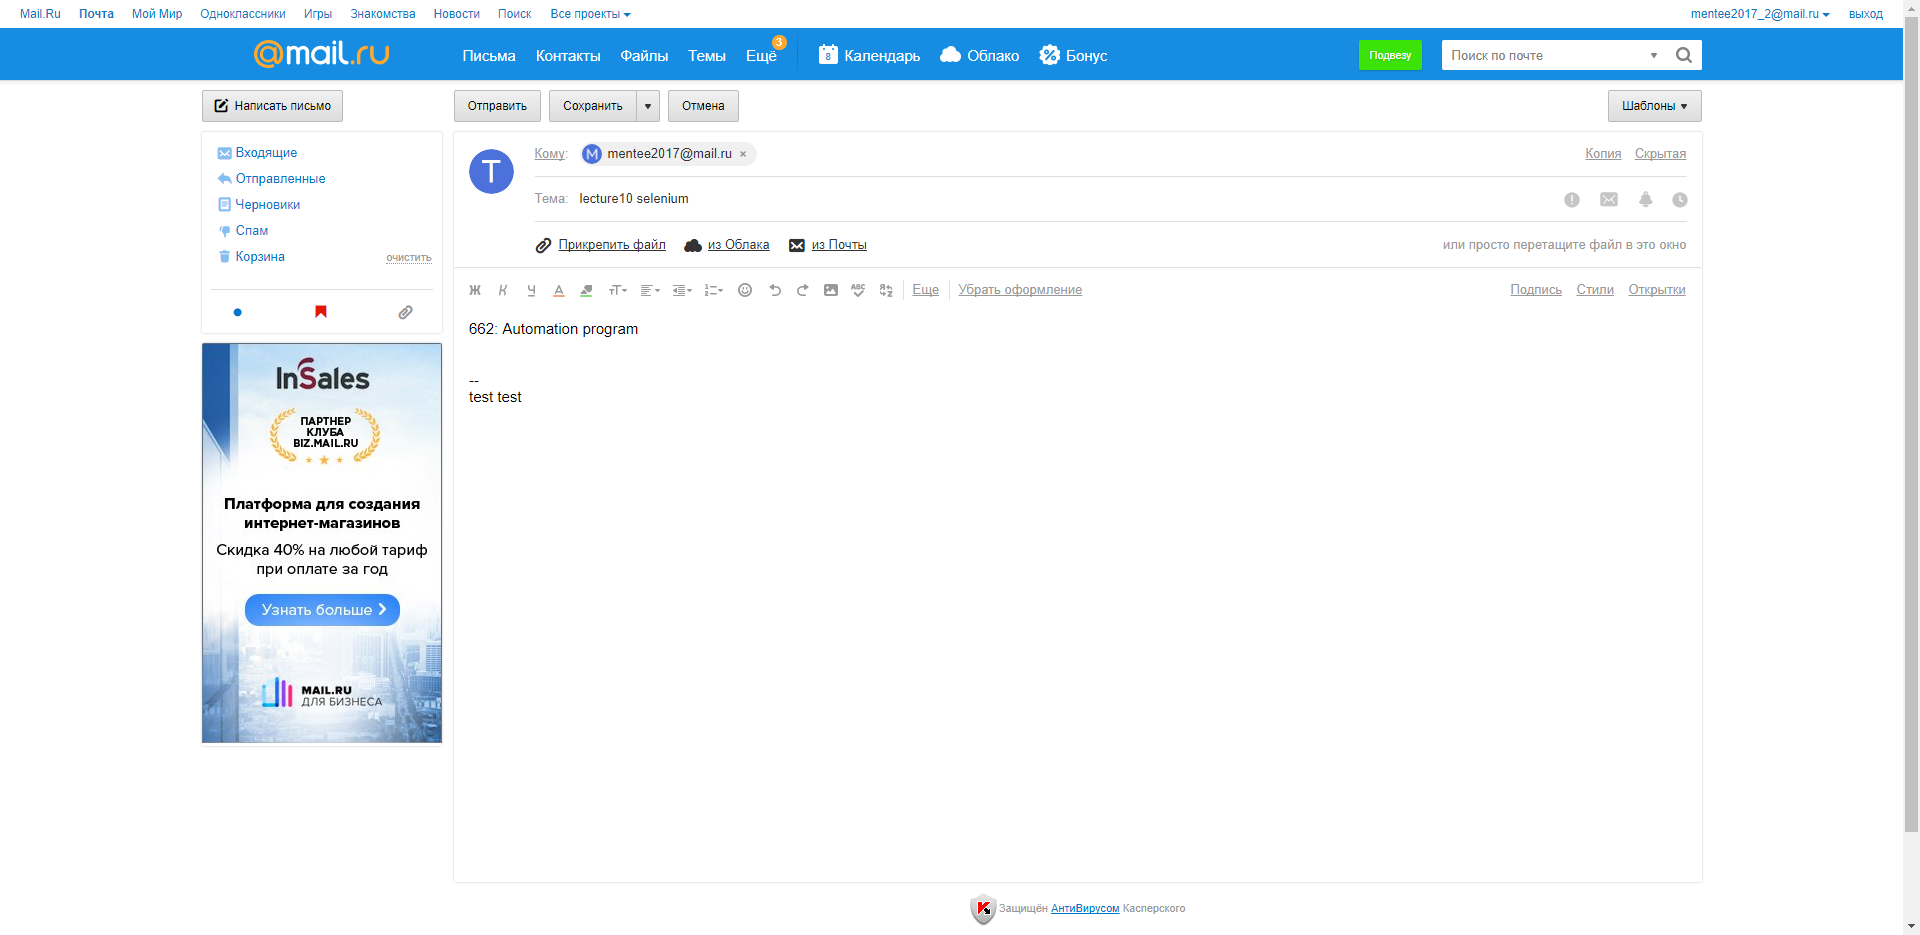 Mail.Ru Почта Мой Мир Одноклассники Игры Знакомства Новости Поиск Все проекты mentee2017_2@mail.ru выход
@mail.ru Письма Контакты Файлы Темы Ещё 3 8 Календарь Облако Бонус Подвезу Поиск по почте
Написать письмо Отправить Сохранить Отмена Шаблоны
Входящие
Отправленные
Черновики
Спам
Корзина очистить
T
Кому: M mentee2017@mail.ru × Копия Скрытая
Тема: lecture10 selenium
Прикрепить файл из Облака из Почты или просто перетащите файл в это окно
Ж К Ч А тТ ABC Еще Убрать оформление Подпись Стили Открытки
662: Automation program
--
test test
InSales
ПАРТНЕР
КЛУБА
BIZ.MAIL.RU
Платформа для создания
интернет-магазинов
Скидка 40% на любой тариф
при оплате за год
Узнать больше
MAIL.RU
ДЛЯ БИЗНЕСА
Защищён АнтиВирусом Касперского